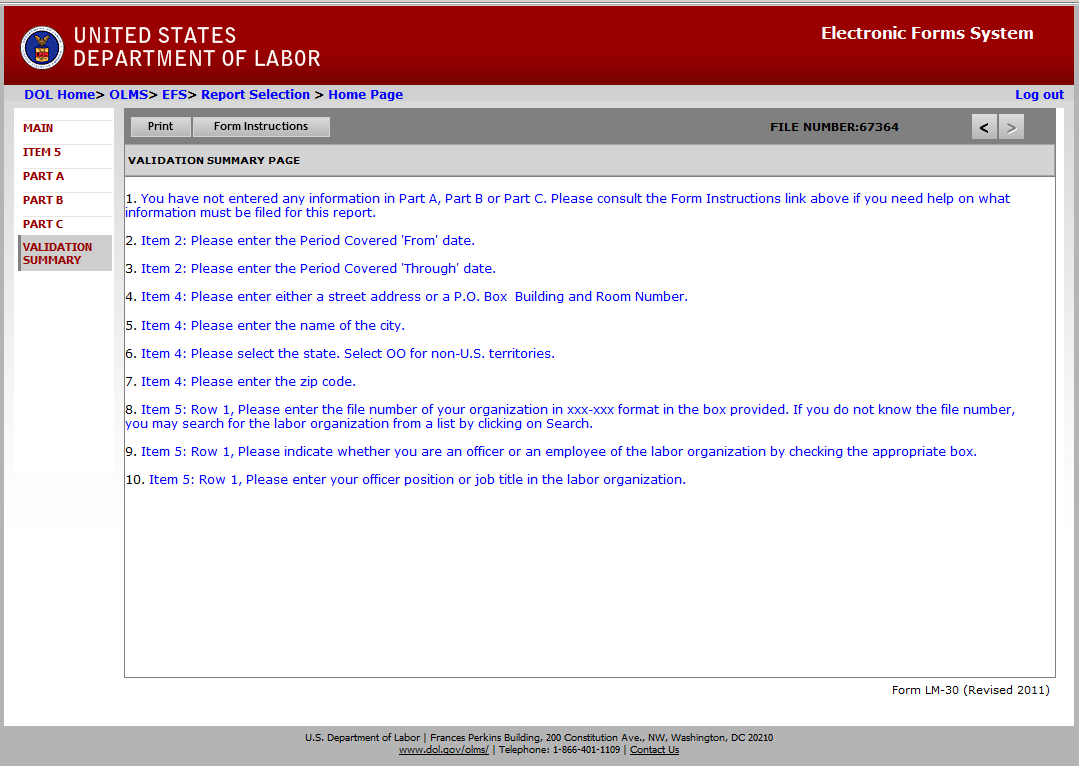 UNITED STATES
DEPARTMENT OF LABOR
Electronic Forms System
DOL Home> OLMS> EFS> Report Selection > Home Page
Log out
MAIN
ITEM 5
PART A
PART B
PART C
VALIDATION
SUMMARY
Print
Form Instructions
FILE NUMBER:67364
<
>
VALIDATION SUMMARY PAGE
1. You have not entered any information in Part A, Part B or Part C. Please consult the Form Instructions link above if you need help on what
information must be filed for this report.
2. Item 2: Please enter the Period Covered 'From' date.
3. Item 2: Please enter the Period Covered 'Through' date.
4. Item 4: Please enter either a street address or a P.O. Box  Building and Room Number.
5. Item 4: Please enter the name of the city.
6. Item 4: Please select the state. Select OO for non-U.S. territories.
7. Item 4: Please enter the zip code.
8. Item 5: Row 1, Please enter the file number of your organization in xxx-xxx format in the box provided. If you do not know the file number,
you may search for the labor organization from a list by clicking on Search.
9. Item 5: Row 1, Please indicate whether you are an officer or an employee of the labor organization by checking the appropriate box.
10. Item 5: Row 1, Please enter your officer position or job title in the labor organization.
Form LM-30 (Revised 2011)
U.S. Department of Labor | Frances Perkins Building, 200 Constitution Ave., NW, Washington, DC 20210
www.dol.gov/olms/ | Telephone: 1-866-401-1109 | Contact Us